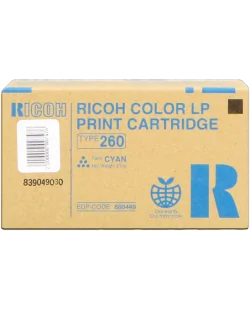 RICOH
RICOH COLOR LP
PRINT CARTRIDGE
TYPE 260
CYAN
839049030
EDP-CODE: 888449
R